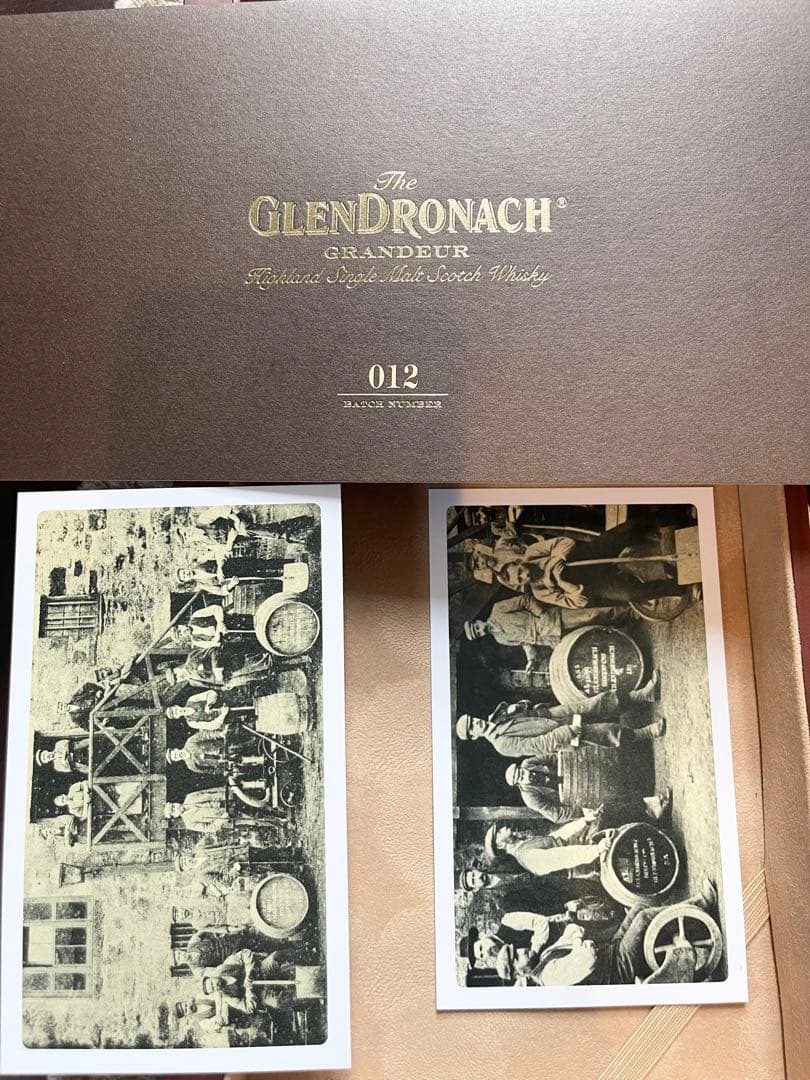 The
GLENDRONACH®
GRANDEUR
Highland Single Malt Scotch Whisky
012
BATCH NUMBER